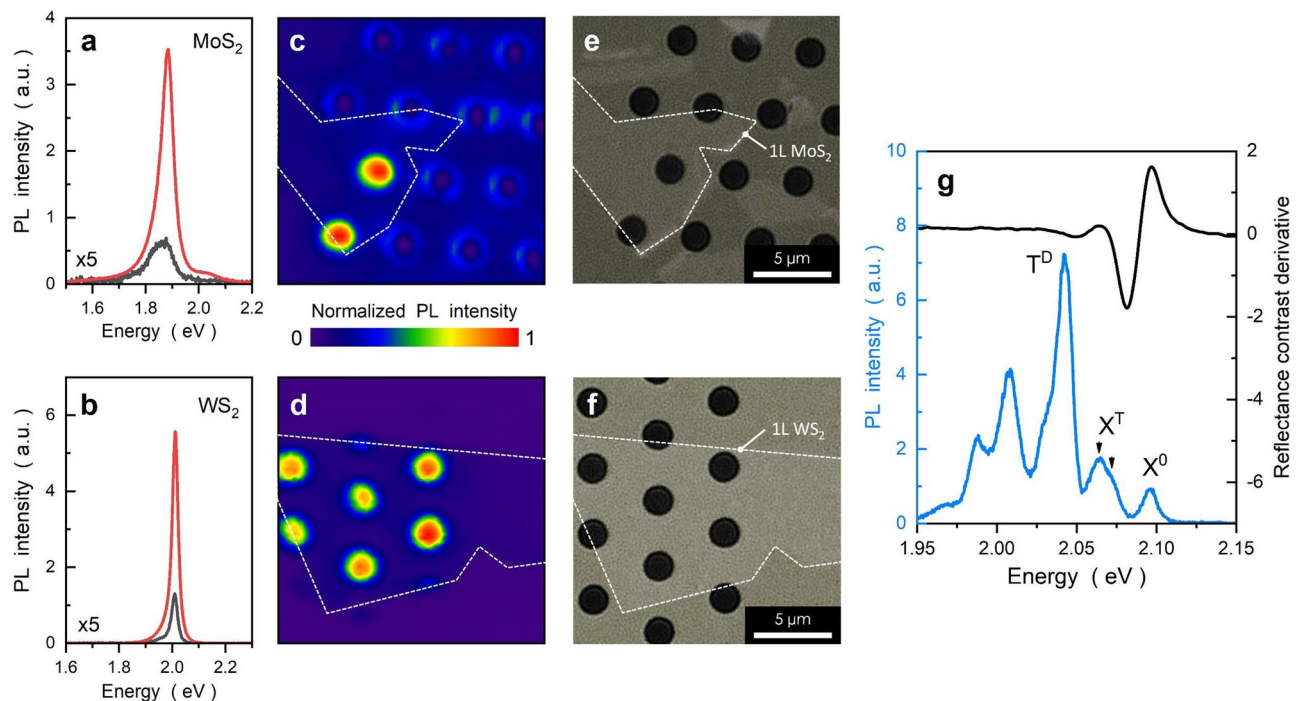 a
MoS₂
PL intensity ( a.u. )
4
3
2
1
0
x5
1.6 1.8 2.0 2.2
Energy ( eV )
c
Normalized PL intensity
0
1
e
1L MoS₂
5 µm
b
WS₂
PL intensity ( a.u. )
6
4
2
0
x5
1.6 1.8 2.0 2.2
Energy ( eV )
d
f
1L WS₂
5 µm
g
PL intensity ( a.u. )
10
8
6
4
2
0
T^D
X^T
X^0
2
0
-2
-4
-6
Reflectance contrast derivative
1.95 2.00 2.05 2.10 2.15
Energy ( eV )